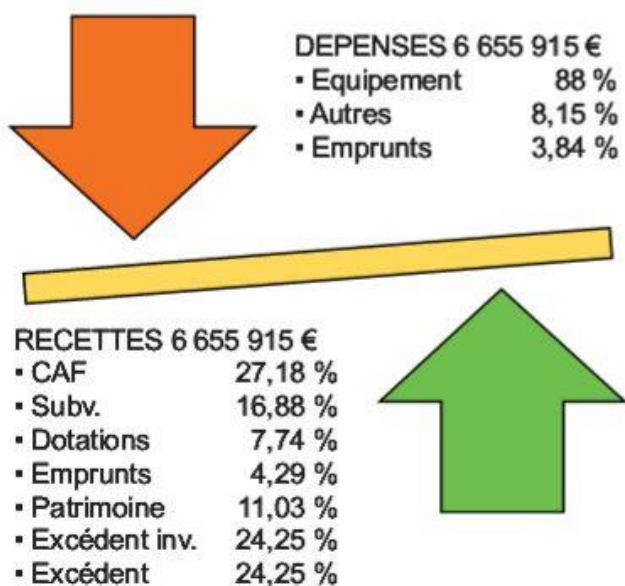 DEPENSES 6 655 915 €
▪ Equipement 88 %
▪ Autres 8,15 %
▪ Emprunts 3,84 %
RECETTES 6 655 915 €
▪ CAF 27,18 %
▪ Subv. 16,88 %
▪ Dotations 7,74 %
▪ Emprunts 4,29 %
▪ Patrimoine 11,03 %
▪ Excédent inv. 24,25 %
▪ Excédent 24,25 %